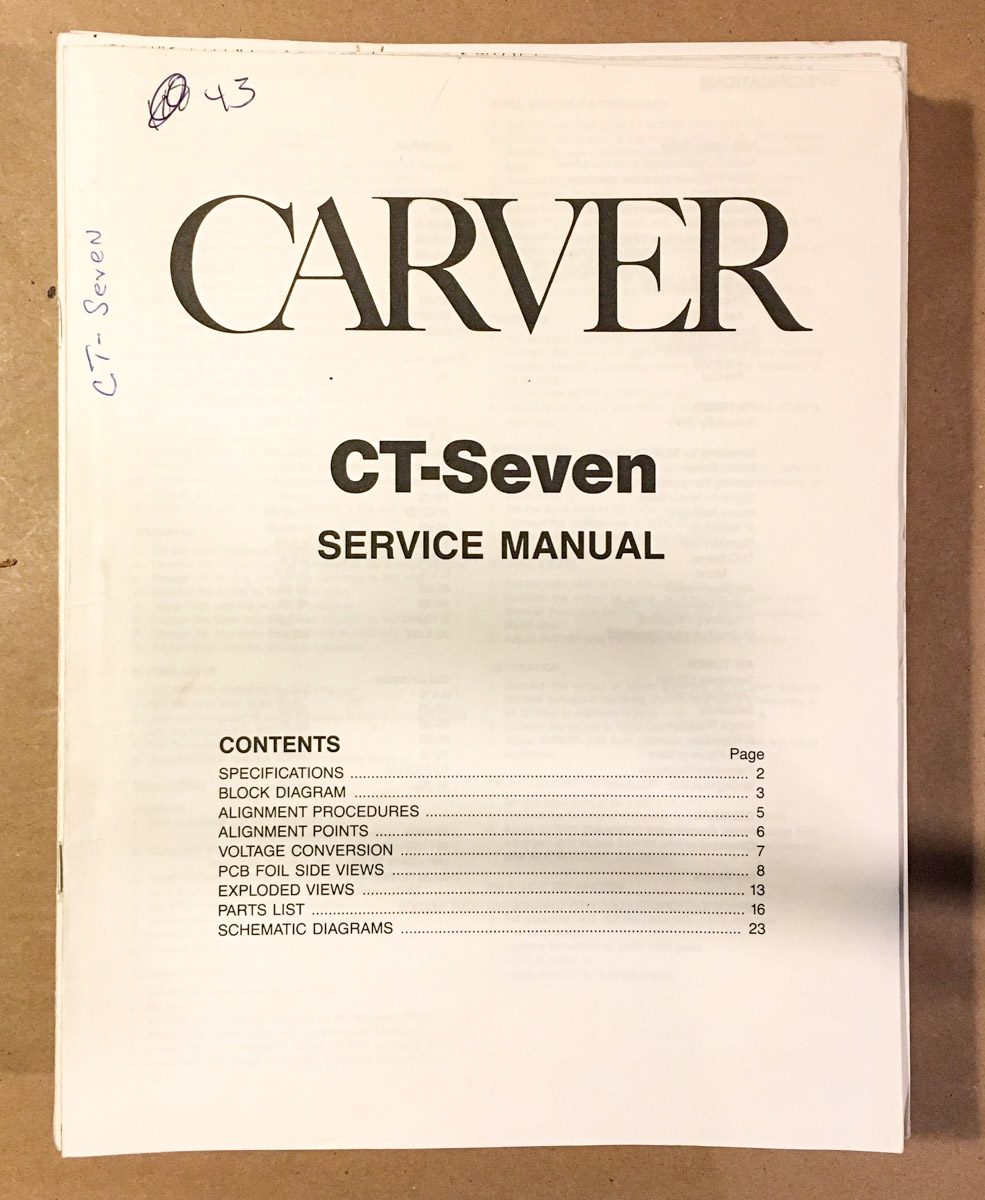 43
CARVER
CT-Seven
CT-Seven
SERVICE MANUAL
CONTENTS
Page
SPECIFICATIONS ........ 2
BLOCK DIAGRAM ........ 3
ALIGNMENT PROCEDURES ........ 5
ALIGNMENT POINTS ........ 6
VOLTAGE CONVERSION ........ 7
PCB FOIL SIDE VIEWS ........ 8
EXPLODED VIEWS ........ 13
PARTS LIST ........ 16
SCHEMATIC DIAGRAMS ........ 23